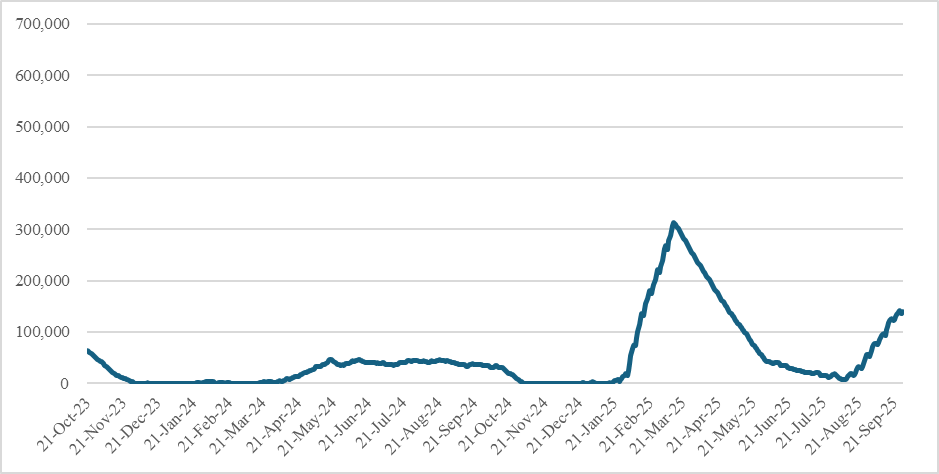 700,000
600,000
500,000
400,000
300,000
200,000
100,000
0
21-Oct-23
21-Nov-23
21-Dec-23
21-Jan-24
21-Feb-24
21-Mar-24
21-Apr-24
21-May-24
21-Jun-24
21-Jul-24
21-Aug-24
21-Sep-24
21-Oct-24
21-Nov-24
21-Dec-24
21-Jan-25
21-Feb-25
21-Mar-25
21-Apr-25
21-May-25
21-Jun-25
21-Jul-25
21-Aug-25
21-Sep-25